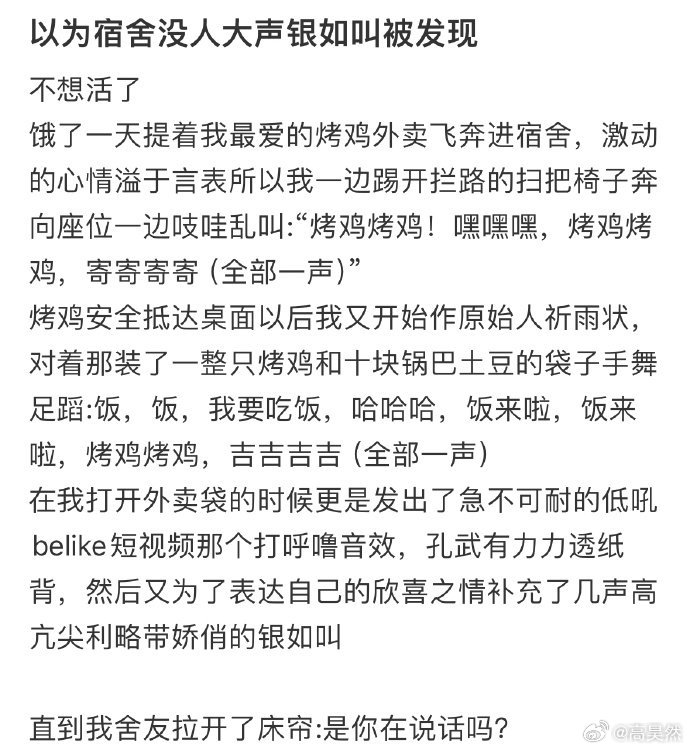 以为宿舍没人大声银如叫被发现
不想活了
饿了一天提着我最爱的烤鸡外卖飞奔进宿舍，激动
的心情溢于言表所以我一边踢开拦路的扫把椅子奔
向座位一边吱哇乱叫:“烤鸡烤鸡！嘿嘿嘿，烤鸡烤
鸡，寄寄寄寄 (全部一声)”
烤鸡安全抵达桌面以后我又开始作原始人祈雨状，
对着那装了一整只烤鸡和十块锅巴土豆的袋子手舞
足蹈:饭，饭，我要吃饭，哈哈哈，饭来啦，饭来
啦，烤鸡烤鸡，吉吉吉吉 (全部一声)
在我打开外卖袋的时候更是发出了急不可耐的低吼
belike短视频那个打呼噜音效，孔武有力力透纸
背，然后又为了表达自己的欣喜之情补充了几声高
亢尖利略带娇俏的银如叫
直到我舍友拉开了床帘:是你在说话吗?
@高昊然